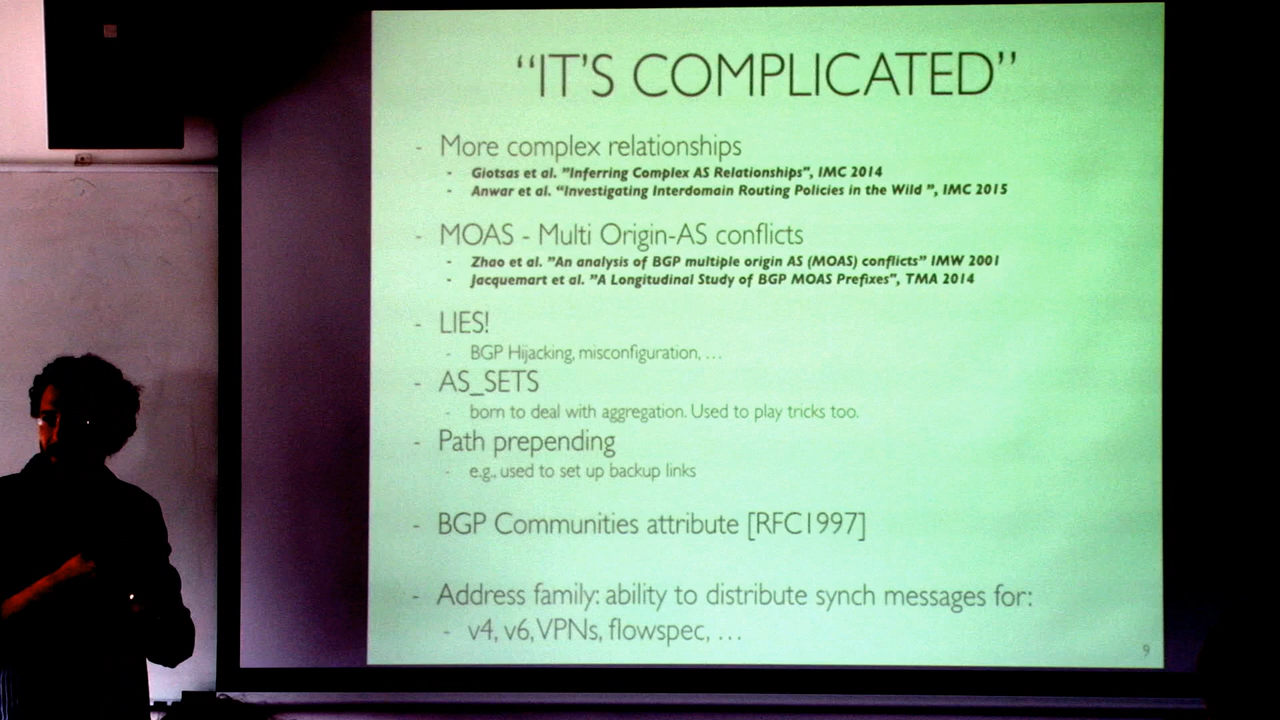 “IT’S COMPLICATED”
- More complex relationships
- Giotsas et al. ”Inferring Complex AS Relationships”, IMC 2014
- Anwar et al. “Investigating Interdomain Routing Policies in the Wild ”, IMC 2015
- MOAS - Multi Origin-AS conflicts
- Zhao et al. ”An analysis of BGP multiple origin AS (MOAS) conflicts” IMW 2001
- Jacquemart et al. ”A Longitudinal Study of BGP MOAS Prefixes”, TMA 2014
- LIES!
- BGP Hijacking, misconfiguration, …
- AS_SETS
- born to deal with aggregation. Used to play tricks too.
- Path prepending
- e.g., used to set up backup links
- BGP Communities attribute [RFC1997]
- Address family: ability to distribute synch messages for:
- v4, v6, VPNs, flowspec, …
9